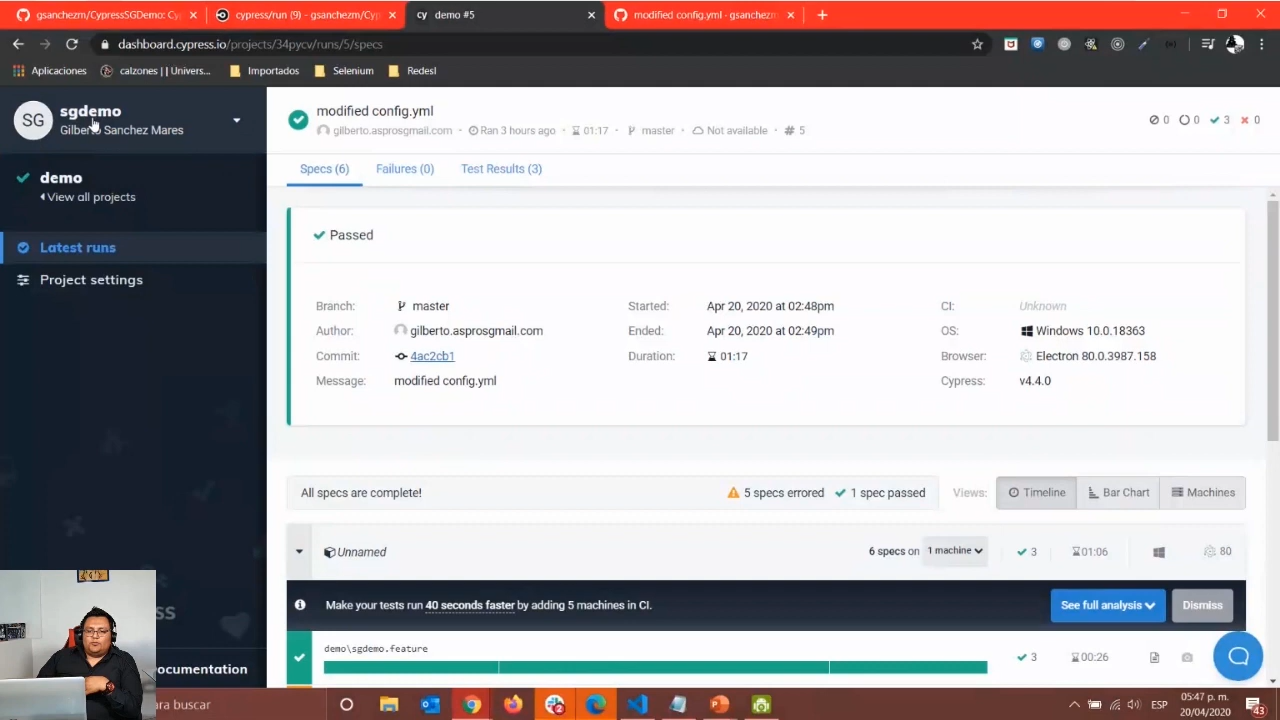 gsanchezm/CypressSGDemo: Cy
cypress/run (9) - gsanchezm/Cyp
cy demo #5
modified config.yml - gsanchezm
dashboard.cypress.io/projects/34pycv/runs/5/specs
Aplicaciones
calzones | | Univers...
Importados
Selenium
Redesl
SG
sgdemo
Gilberto Sanchez Mares
demo
View all projects
Latest runs
Project settings
modified config.yml
gilberto.asprosgmail.com • Ran 3 hours ago • 01:17 • master • Not available • # 5
0 0 3 0
Specs (6)
Failures (0)
Test Results (3)
Passed
Branch: master
Author: gilberto.asprosgmail.com
Commit: 4ac2cb1
Message: modified config.yml
Started: Apr 20, 2020 at 02:48pm
Ended: Apr 20, 2020 at 02:49pm
Duration: 01:17
CI: Unknown
OS: Windows 10.0.18363
Browser: Electron 80.0.3987.158
Cypress: v4.4.0
All specs are complete!
5 specs errored
1 spec passed
Views:
Timeline
Bar Chart
Machines
Unnamed
6 specs on 1 machine
3
01:06
80
Make your tests run 40 seconds faster by adding 5 machines in CI.
See full analysis
Dismiss
demo\sgdemo.feature
3
00:26
SS
ocumentation
ara buscar
ESP
05:47 p. m.
20/04/2020
43